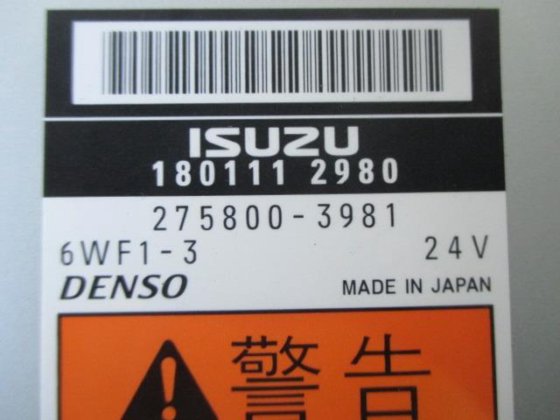 ISUZU
180111 2980
275800-3981
6WF1-3 24V
DENSO MADE IN JAPAN
警告